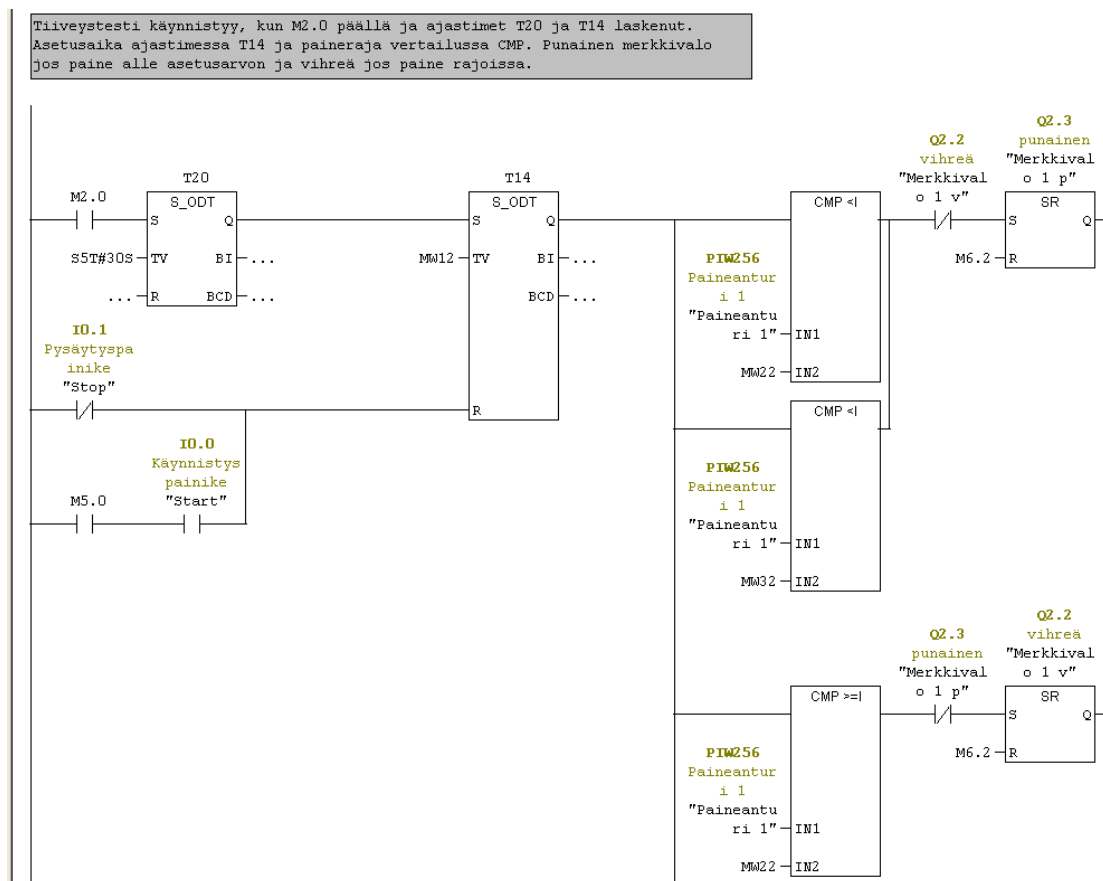 Tiiveystesti käynnistyy, kun M2.0 päällä ja ajastimet T20 ja T14 laskenut.
Asetusaika ajastimessa T14 ja paineraja vertailussa CMP. Punainen merkkivalo
jos paine alle asetusarvon ja vihreä jos paine rajoissa.
Q2.3
Q2.2 punainen
vihreä "Merkkival
"Merkkival o 1 p"
T20 T14 o 1 v"
M2.0 S_ODT S_ODT CMP <I SR
S Q S Q S Q
S5T#30S TV BI ... MW12 TV BI ... PIW256 M6.2 R
Paineantur
... R BCD ... BCD ... i 1
"Paineantu
I0.1 ri 1" IN1
Pysäytyspa
ainike MW22 IN2
"Stop"
R CMP <I
I0.0
Käynnistys PIW256
painike Paineantur
M5.0 "Start" i 1
"Paineantu
ri 1" IN1
MW32 IN2
Q2.2
Q2.3 vihreä
punainen "Merkkival
"Merkkival o 1 v"
o 1 p"
CMP >=I SR
S Q
PIW256 M6.2 R
Paineantur
i 1
"Paineantu
ri 1" IN1
MW22 IN2